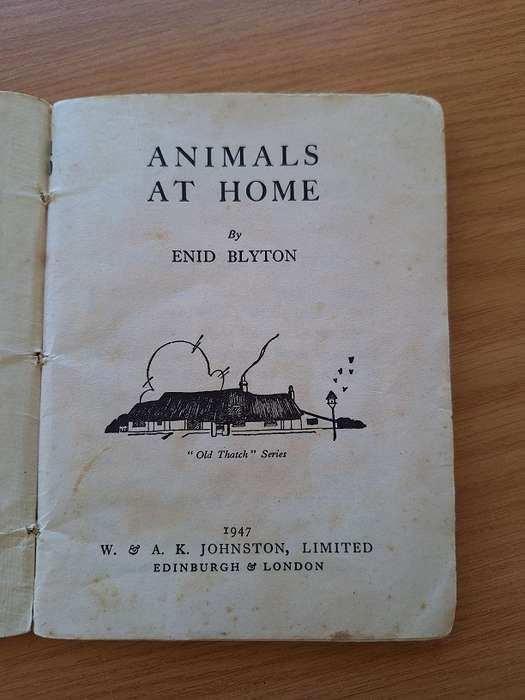 ANIMALS
AT HOME
By
ENID BLYTON
"Old Thatch" Series
1947
W. & A. K. JOHNSTON, LIMITED
EDINBURGH & LONDON